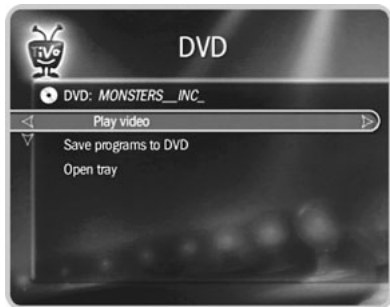 TiVo
DVD
DVD: MONSTERS__INC_
Play video
Save programs to DVD
Open tray